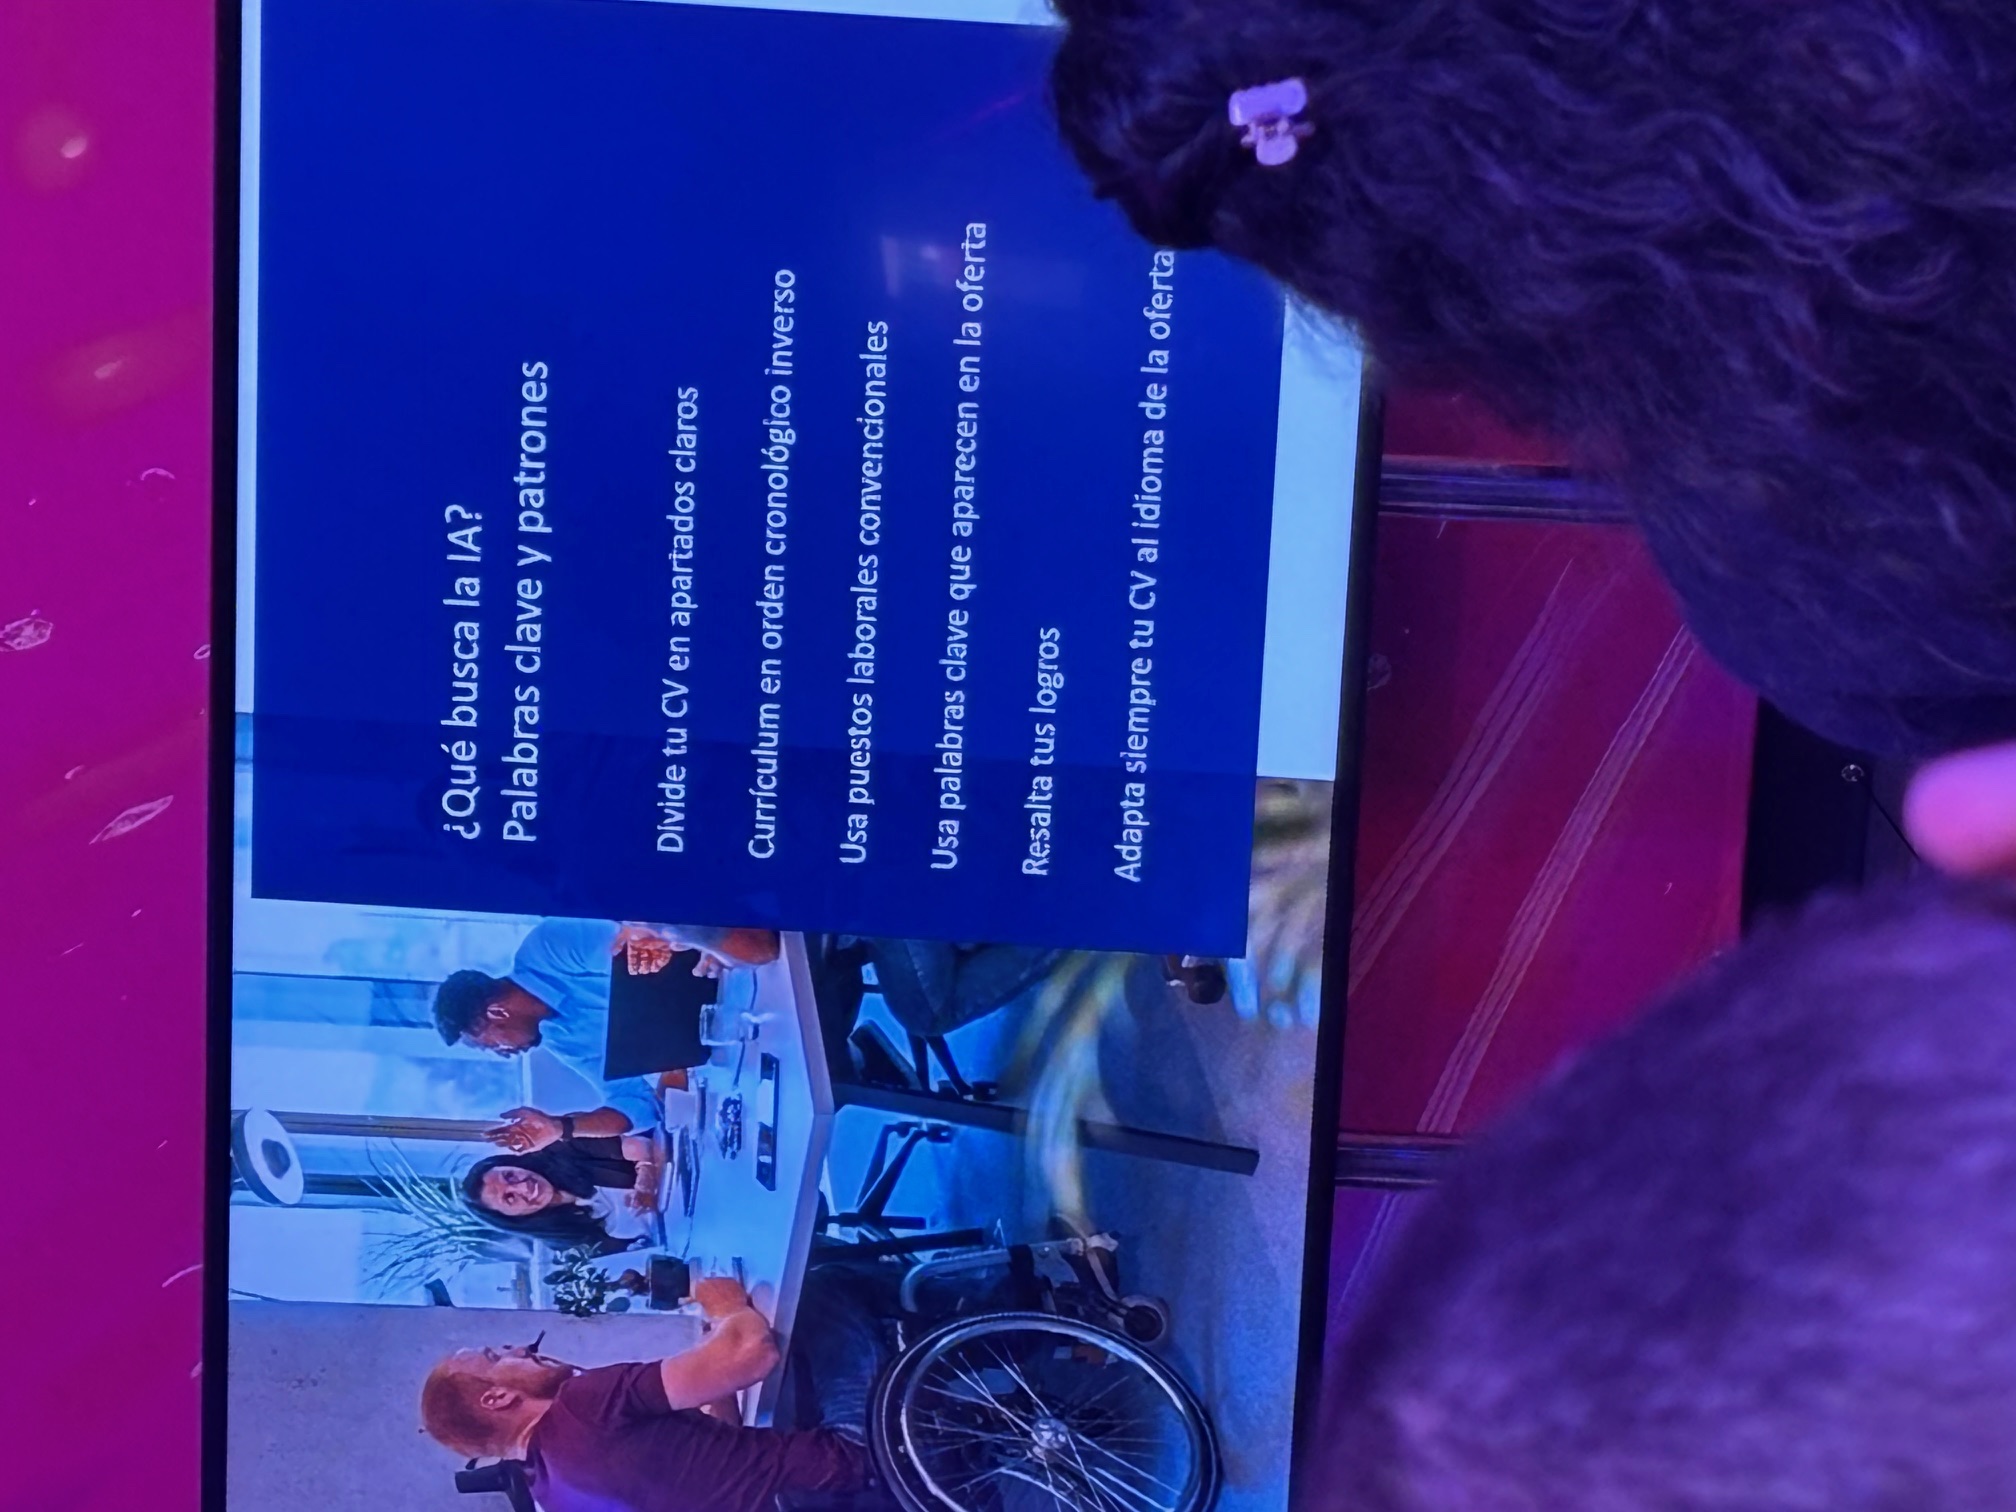 ¿Qué busca la IA?
Palabras clave y patrones
Divide tu CV en apartados claros
Currículum en orden cronológico inverso
Usa puestos laborales convencionales
Usa palabras clave que aparecen en la oferta
Resalta tus logros
Adapta siempre tu CV al idioma de la oferta